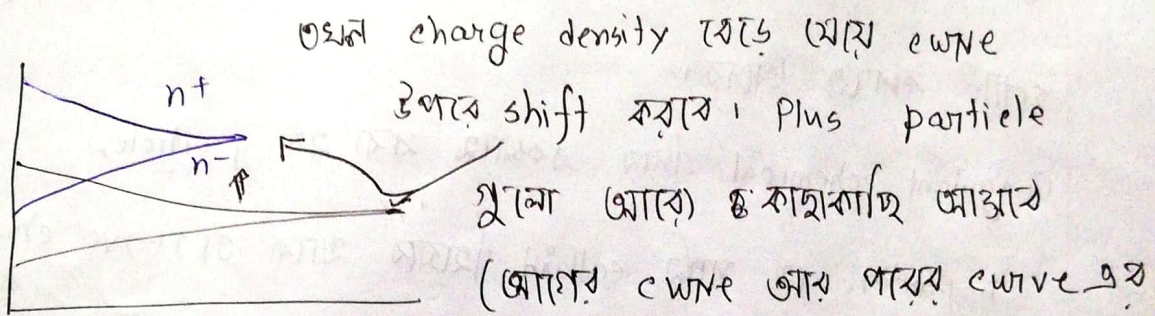 তখন charge density বেড়ে যেয়ে curve
n+
উপরে shift করবে। Plus particle
n-
গুলো আরো কাছাকাছি আসবে
(আগের curve আর পরের curve এর